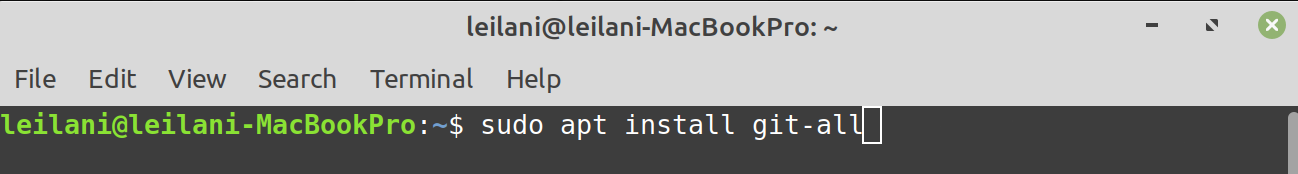 leilani@leilani-MacBookPro: ~
File Edit View Search Terminal Help
leilani@leilani-MacBookPro:~$ sudo apt install git-all